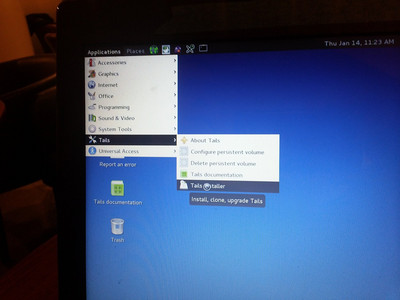 Applications Places Thu Jan 14, 11:23 AM
Accessories
Graphics
Internet
Office
Programming
Sound & Video
System Tools
Tails
Universal Access
About Tails
Configure persistent volume
Delete persistent volume
Tails documentation
Tails Installer
Install, clone, upgrade Tails
Report an error
Tails documentation
Trash